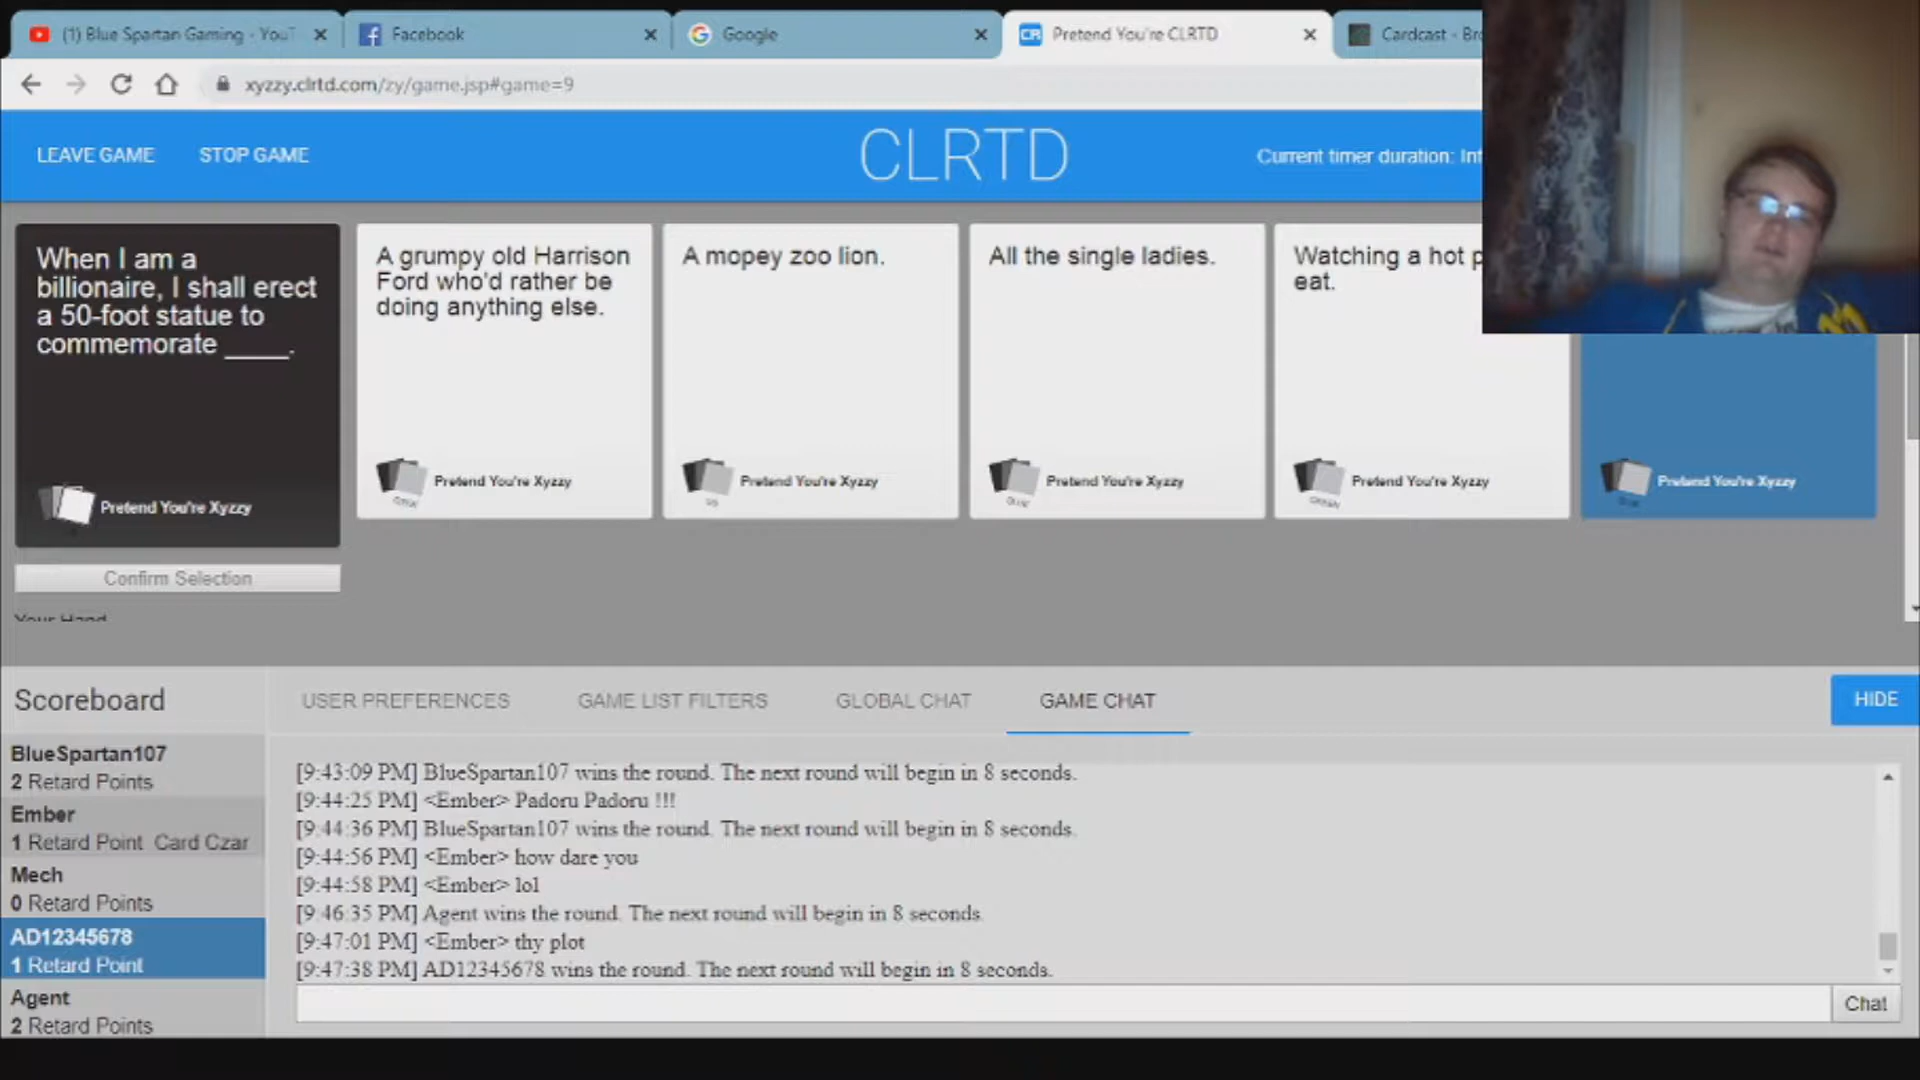 (1) Blue Spartan Gaming - YouT
Facebook
Google
Pretend You're CLRTD
Cardcast - Bro
xyzzy.clrtd.com/zy/game.jsp#game=9
LEAVE GAME
STOP GAME
CLRTD
Current timer duration: Inf
When I am a
billionaire, I shall erect
a 50-foot statue to
commemorate _____.
Pretend You're Xyzzy
A grumpy old Harrison
Ford who'd rather be
doing anything else.
Pretend You're Xyzzy
A mopey zoo lion.
Pretend You're Xyzzy
All the single ladies.
Pretend You're Xyzzy
Watching a hot p
eat.
Pretend You're Xyzzy
Pretend You're Xyzzy
Confirm Selection
Your Hand
Scoreboard
BlueSpartan107
2 Retard Points
Ember
1 Retard Point Card Czar
Mech
0 Retard Points
AD12345678
1 Retard Point
Agent
2 Retard Points
USER PREFERENCES
GAME LIST FILTERS
GLOBAL CHAT
GAME CHAT
HIDE
[9:43:09 PM] BlueSpartan107 wins the round. The next round will begin in 8 seconds.
[9:44:25 PM] <Ember> Padoru Padoru !!!
[9:44:36 PM] BlueSpartan107 wins the round. The next round will begin in 8 seconds.
[9:44:56 PM] <Ember> how dare you
[9:44:58 PM] <Ember> lol
[9:46:35 PM] Agent wins the round. The next round will begin in 8 seconds.
[9:47:01 PM] <Ember> thy plot
[9:47:38 PM] AD12345678 wins the round. The next round will begin in 8 seconds.
Chat